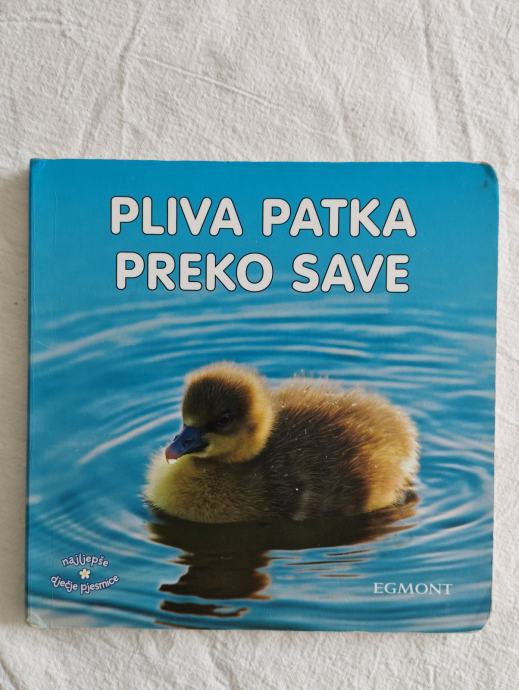 PLIVA PATKA
PREKO SAVE
najljepše
dječje pjesmice
EGMONT